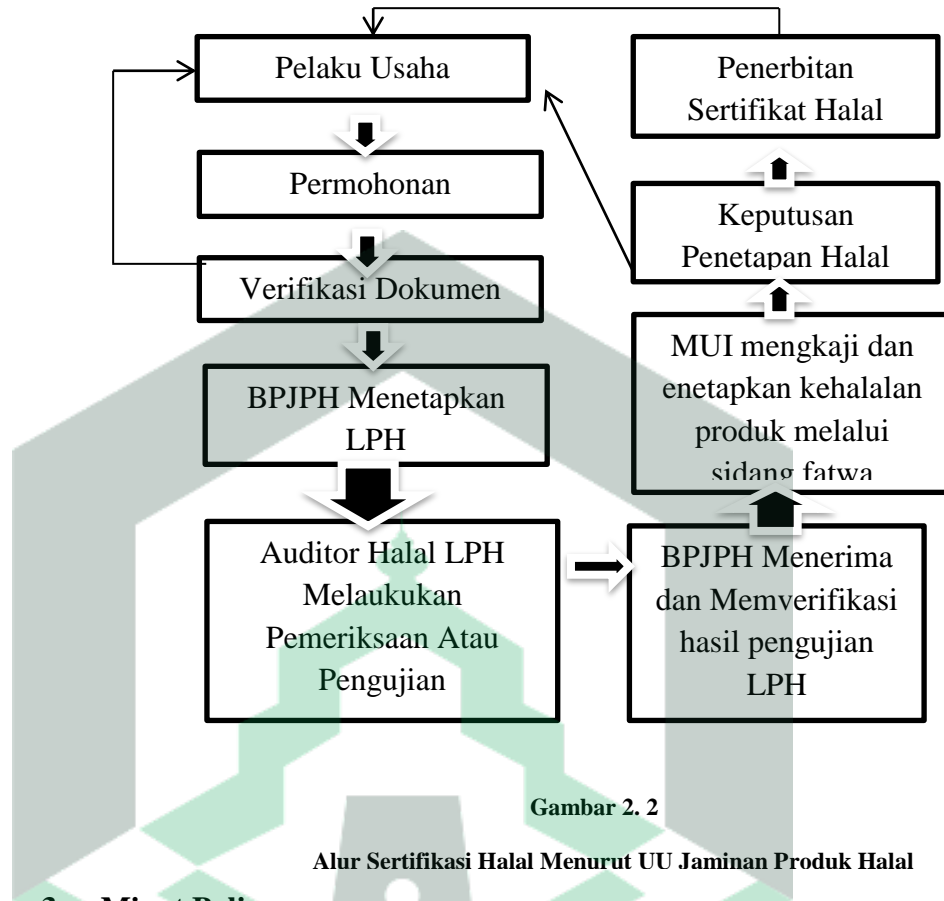 Pelaku Usaha
Permohonan
Verifikasi Dokumen
BPJPH Menetapkan
LPH
Auditor Halal LPH
Melaukukan
Pemeriksaan Atau
Pengujian
BPJPH Menerima
dan Memverifikasi
hasil pengujian
LPH
MUI mengkaji dan
enetapkan kehalalan
produk melalui
sidang fatwa
Keputusan
Penetapan Halal
Penerbitan
Sertifikat Halal
Gambar 2. 2
Alur Sertifikasi Halal Menurut UU Jaminan Produk Halal